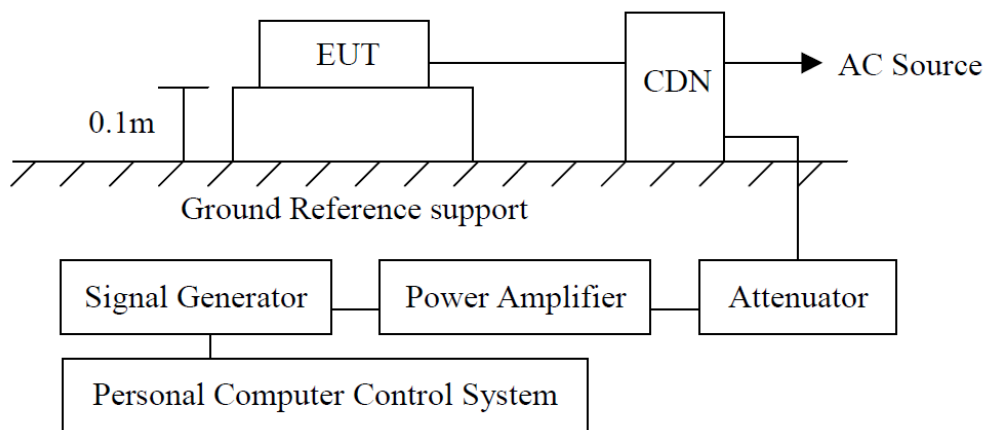 EUT
CDN
AC Source
0.1m
Ground Reference support
Signal Generator
Power Amplifier
Attenuator
Personal Computer Control System